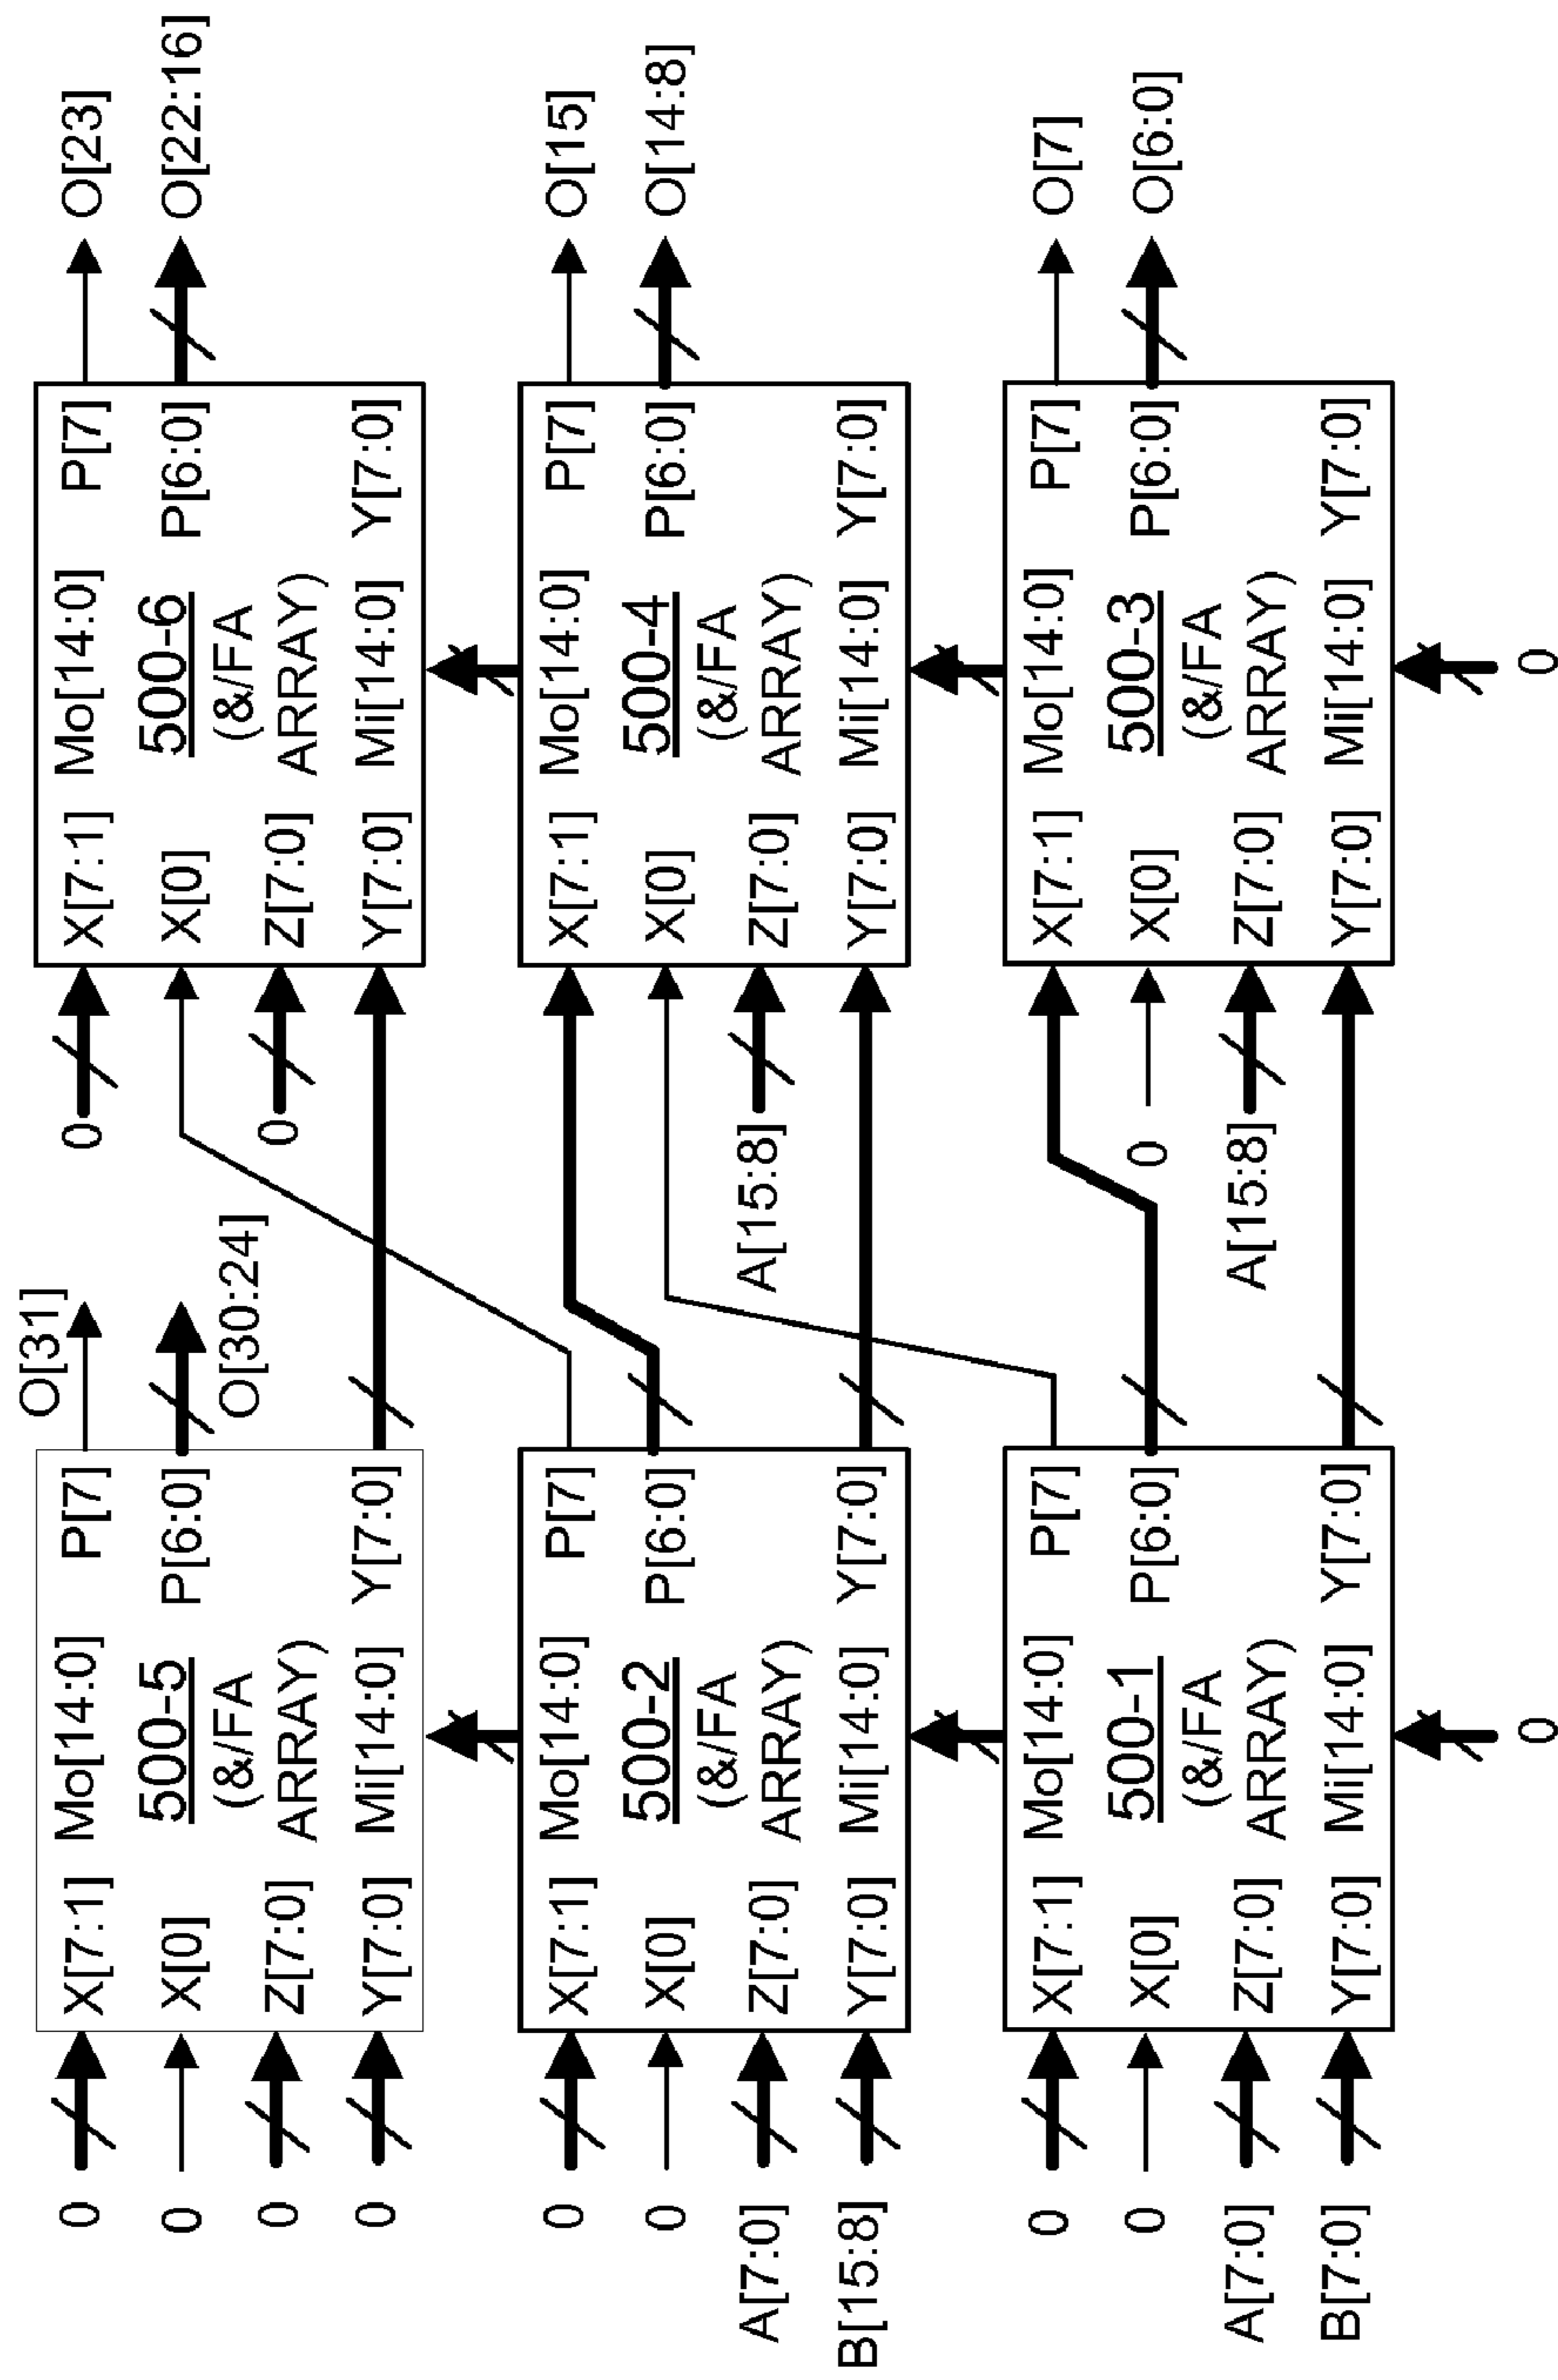 0
0
0
0
X[7:1] Mo[14:0] P[7]
X[0] 500-5 P[6:0]
(&/FA
Z[7:0] ARRAY)
Y[7:0] Mi[14:0] Y[7:0]
O[31]
O[30:24]
0
0
X[7:1] Mo[14:0] P[7]
X[0] 500-6 P[6:0]
(&/FA
Z[7:0] ARRAY)
Y[7:0] Mi[14:0] Y[7:0]
O[23]
O[22:16]
0
0
A[7:0]
B[15:8]
X[7:1] Mo[14:0] P[7]
X[0] 500-2 P[6:0]
(&/FA
Z[7:0] ARRAY)
Y[7:0] Mi[14:0] Y[7:0]
A[15:8]
X[7:1] Mo[14:0] P[7]
X[0] 500-4 P[6:0]
(&/FA
Z[7:0] ARRAY)
Y[7:0] Mi[14:0] Y[7:0]
O[15]
O[14:8]
0
0
A[7:0]
B[7:0]
X[7:1] Mo[14:0] P[7]
X[0] 500-1 P[6:0]
(&/FA
Z[7:0] ARRAY)
Y[7:0] Mi[14:0] Y[7:0]
0
0
A[15:8]
X[7:1] Mo[14:0] P[7]
X[0] 500-3 P[6:0]
(&/FA
Z[7:0] ARRAY)
Y[7:0] Mi[14:0] Y[7:0]
0
O[7]
O[6:0]